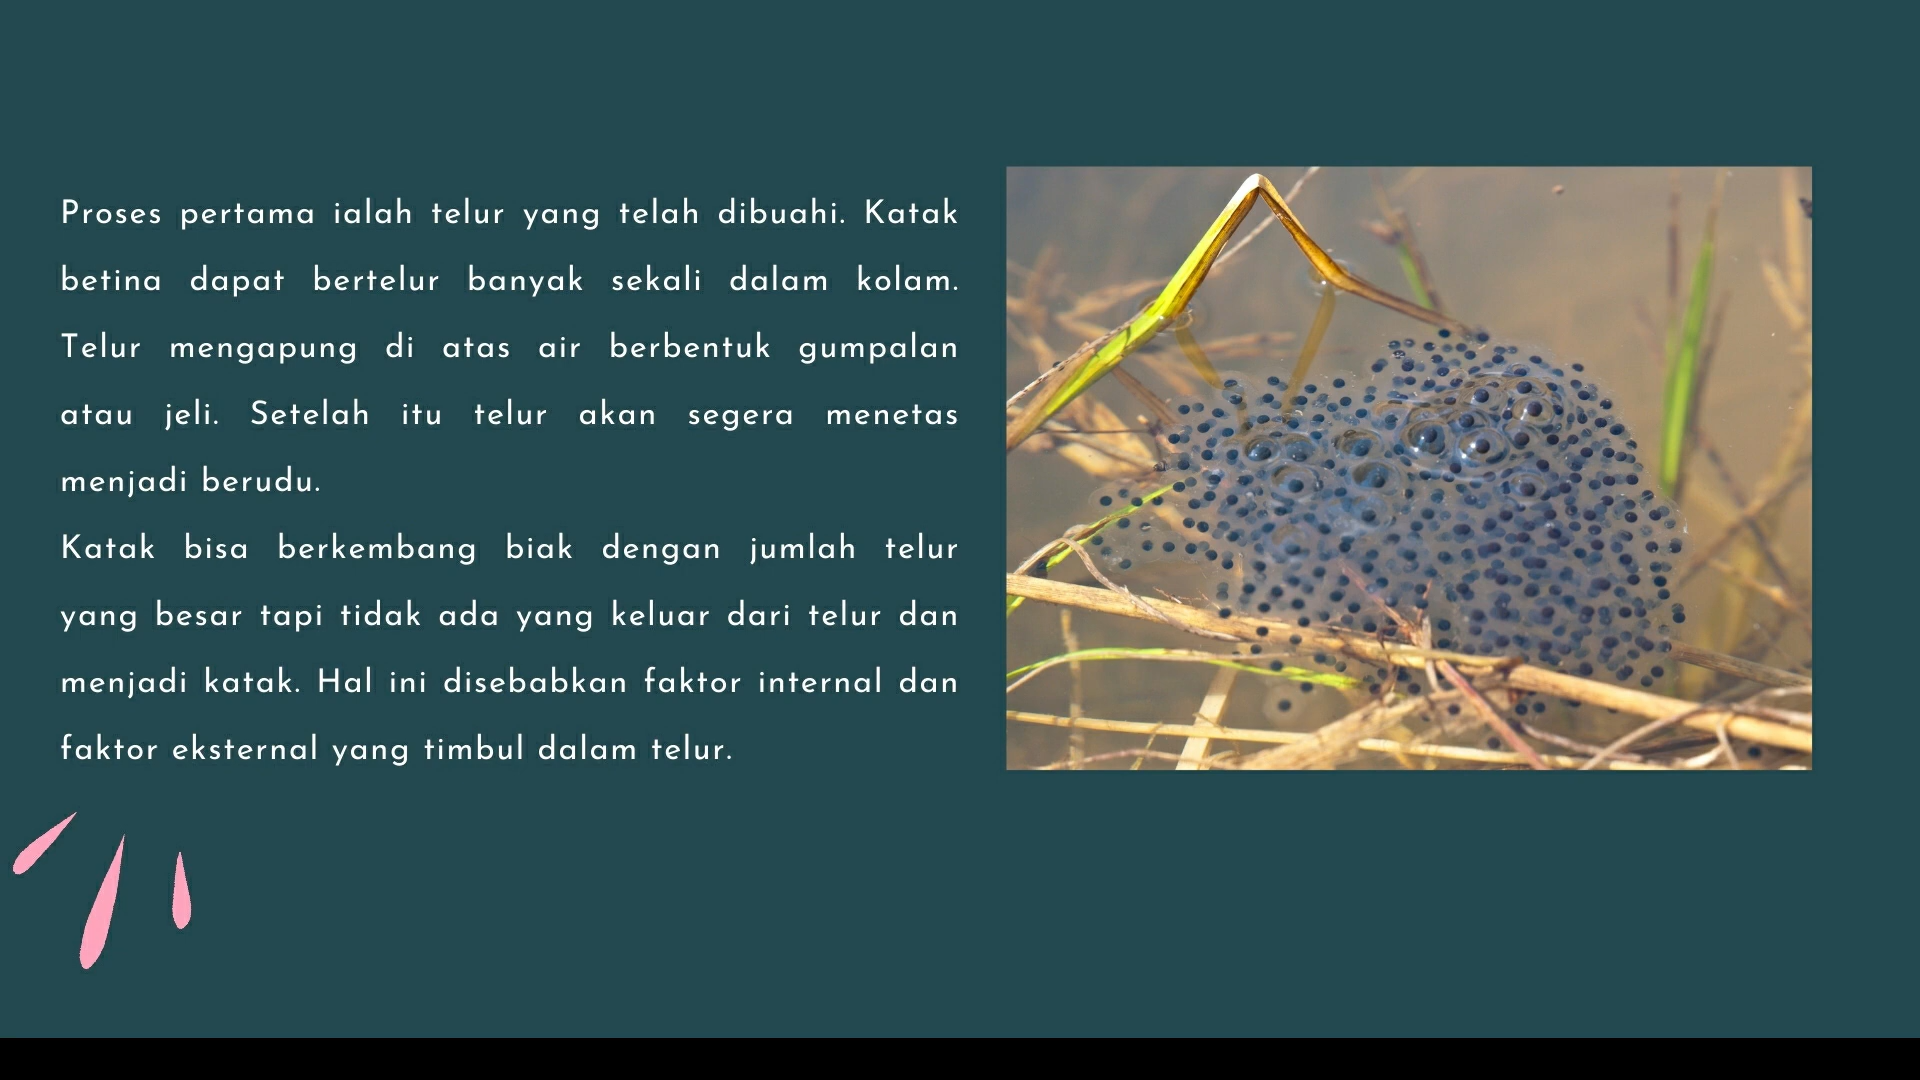 Proses pertama ialah telur yang telah dibuahi. Katak
betina dapat bertelur banyak sekali dalam kolam.
Telur mengapung di atas air berbentuk gumpalan
atau jeli. Setelah itu telur akan segera menetas
menjadi berudu.
Katak bisa berkembang biak dengan jumlah telur
yang besar tapi tidak ada yang keluar dari telur dan
menjadi katak. Hal ini disebabkan faktor internal dan
faktor eksternal yang timbul dalam telur.